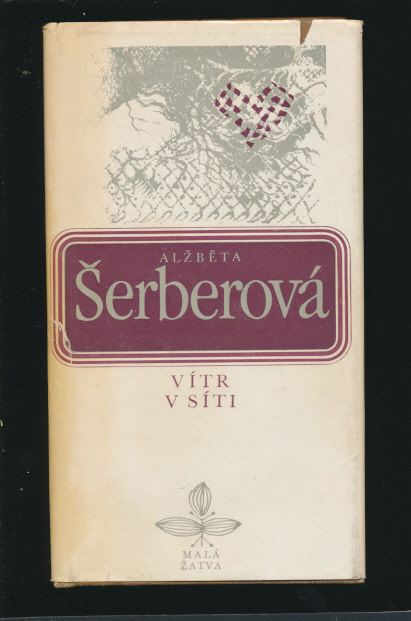 ALŽBĚTA
Šerberová
VÍTR
V SÍTI
MALÁ
ŽATVA